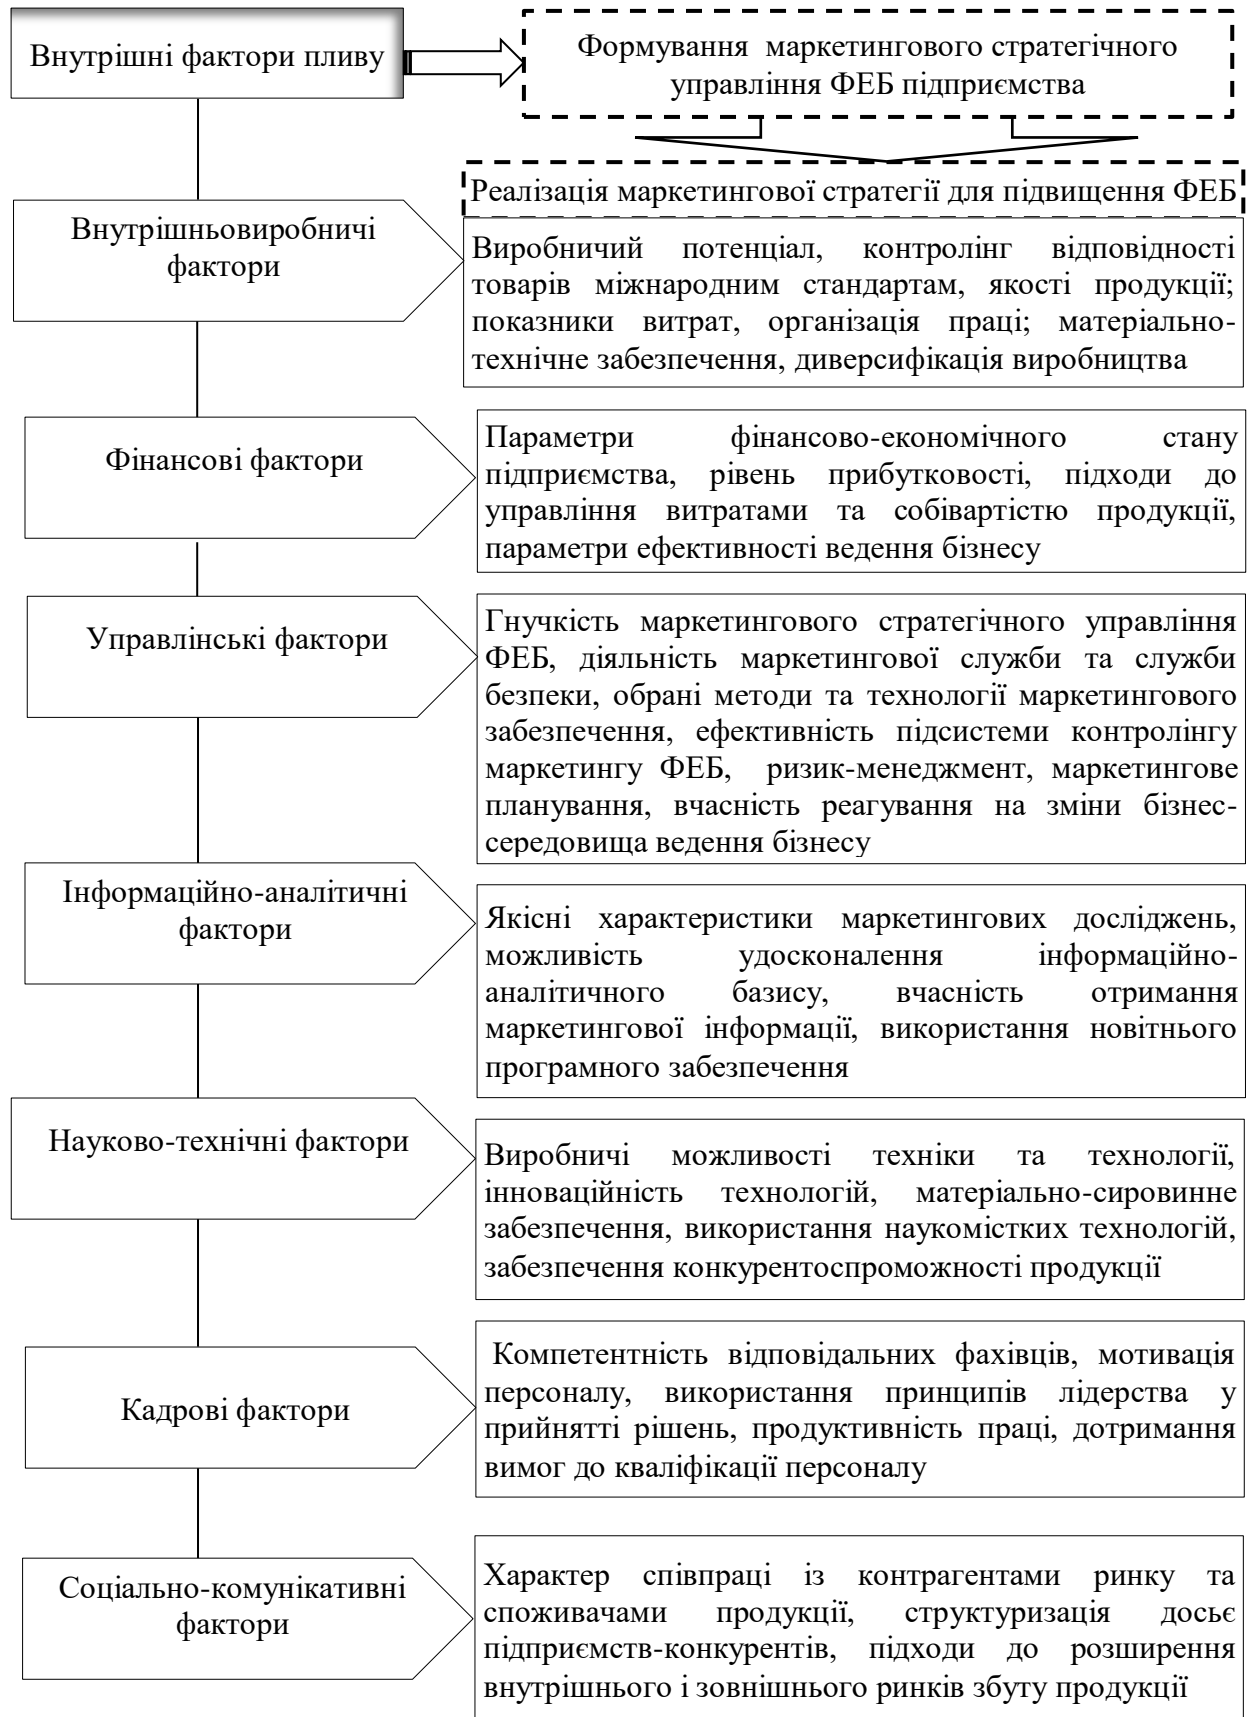 Внутрішні фактори пливу
Формування маркетингового стратегічного
управління ФЕБ підприємства
Реалізація маркетингової стратегії для підвищення ФЕБ
Внутрішньовиробничі
фактори
Виробничий потенціал, контролінг відповідності
товарів міжнародним стандартам, якості продукції;
показники витрат, організація праці; матеріально-
технічне забезпечення, диверсифікація виробництва
Фінансові фактори
Параметри фінансово-економічного стану
підприємства, рівень прибутковості, підходи до
управління витратами та собівартістю продукції,
параметри ефективності ведення бізнесу
Управлінські фактори
Гнучкість маркетингового стратегічного управління
ФЕБ, діяльність маркетингової служби та служби
безпеки, обрані методи та технології маркетингового
забезпечення, ефективність підсистеми контролінгу
маркетингу ФЕБ, ризик-менеджмент, маркетингове
планування, вчасність реагування на зміни бізнес-
середовища ведення бізнесу
Інформаційно-аналітичні
фактори
Якісні характеристики маркетингових досліджень,
можливість удосконалення інформаційно-
аналітичного базису, вчасність отримання
маркетингової інформації, використання новітнього
програмного забезпечення
Науково-технічні фактори
Виробничі можливості техніки та технології,
інноваційність технологій, матеріально-сировинне
забезпечення, використання наукомістких технологій,
забезпечення конкурентоспроможності продукції
Кадрові фактори
Компетентність відповідальних фахівців, мотивація
персоналу, використання принципів лідерства у
прийнятті рішень, продуктивність праці, дотримання
вимог до кваліфікації персоналу
Соціально-комунікативні
фактори
Характер співпраці із контрагентами ринку та
споживачами продукції, структуризація досьє
підприємств-конкурентів, підходи до розширення
внутрішнього і зовнішнього ринків збуту продукції